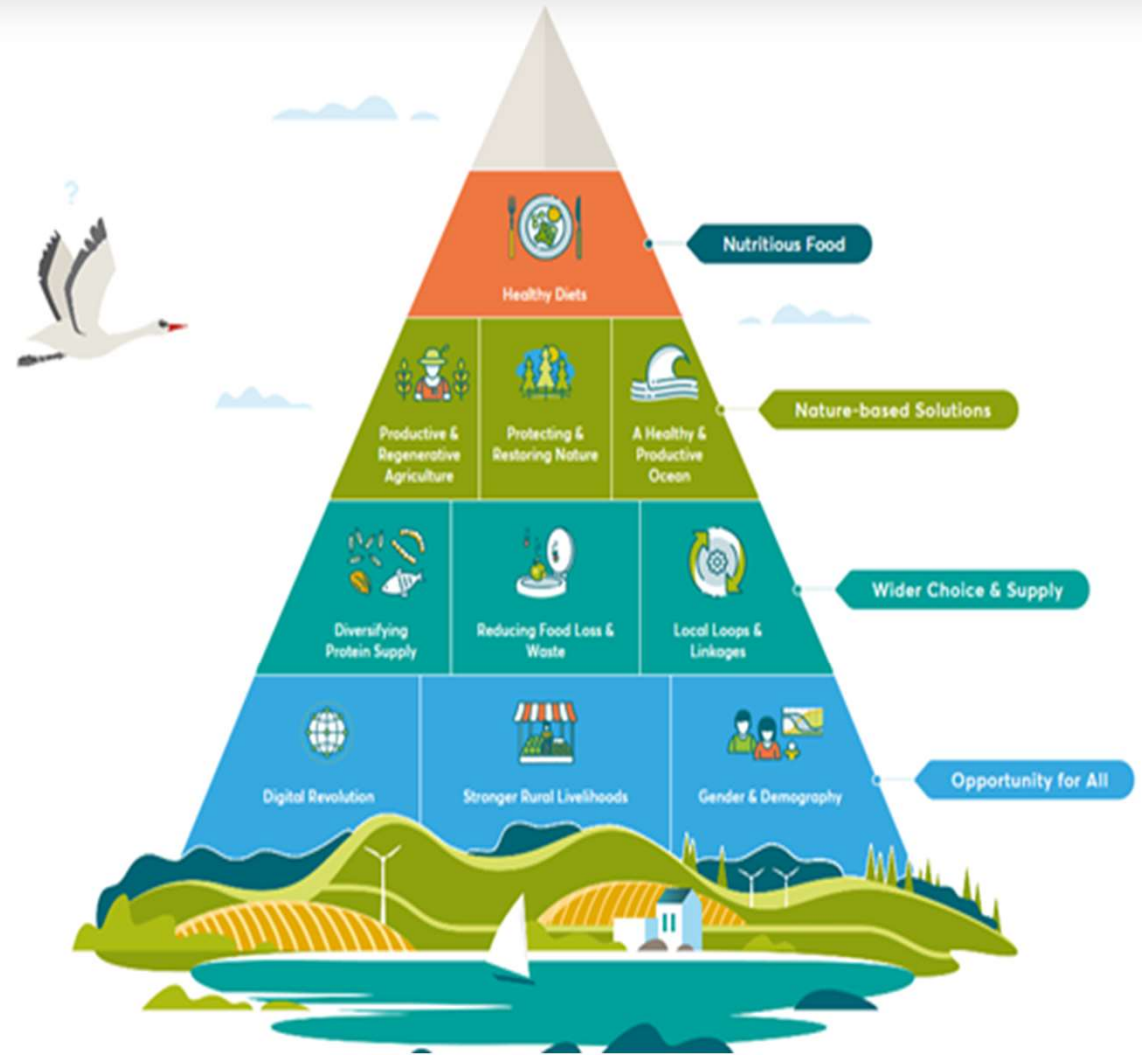 ?
Nutritious Food
Healthy Diets
Nature-based Solutions
Productive &
Regenerative
Agriculture
Protecting &
Restoring Nature
A Healthy &
Productive
Ocean
Wider Choice & Supply
Diversifying
Protein Supply
Reducing Food Loss &
Waste
Local Loops &
Linkages
Opportunity for All
Digital Revolution
Stronger Rural Livelihoods
Gender & Demography